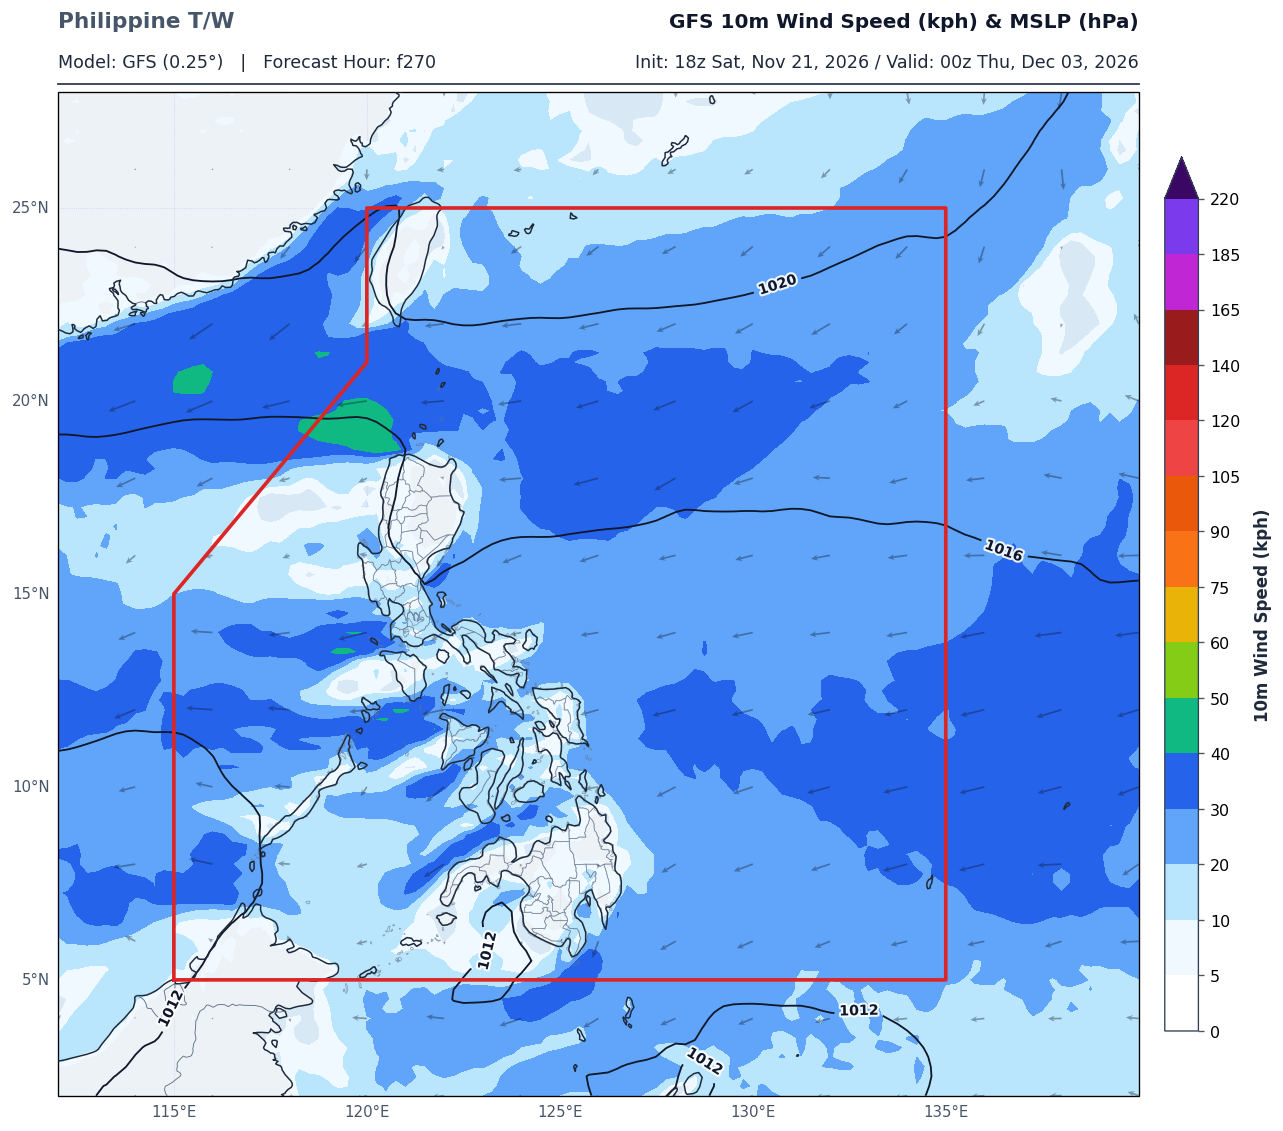 Philippine T/W
GFS 10m Wind Speed (kph) & MSLP (hPa)
Model: GFS (0.25°) | Forecast Hour: f270
Init: 18z Sat, Nov 21, 2026 / Valid: 00z Thu, Dec 03, 2026
25°N
20°N
15°N
10°N
5°N
115°E
120°E
125°E
130°E
135°E
1020
1016
1012
1012
1012
1012
220
185
165
140
120
105
90
75
60
50
40
30
20
10
5
0
10m Wind Speed (kph)